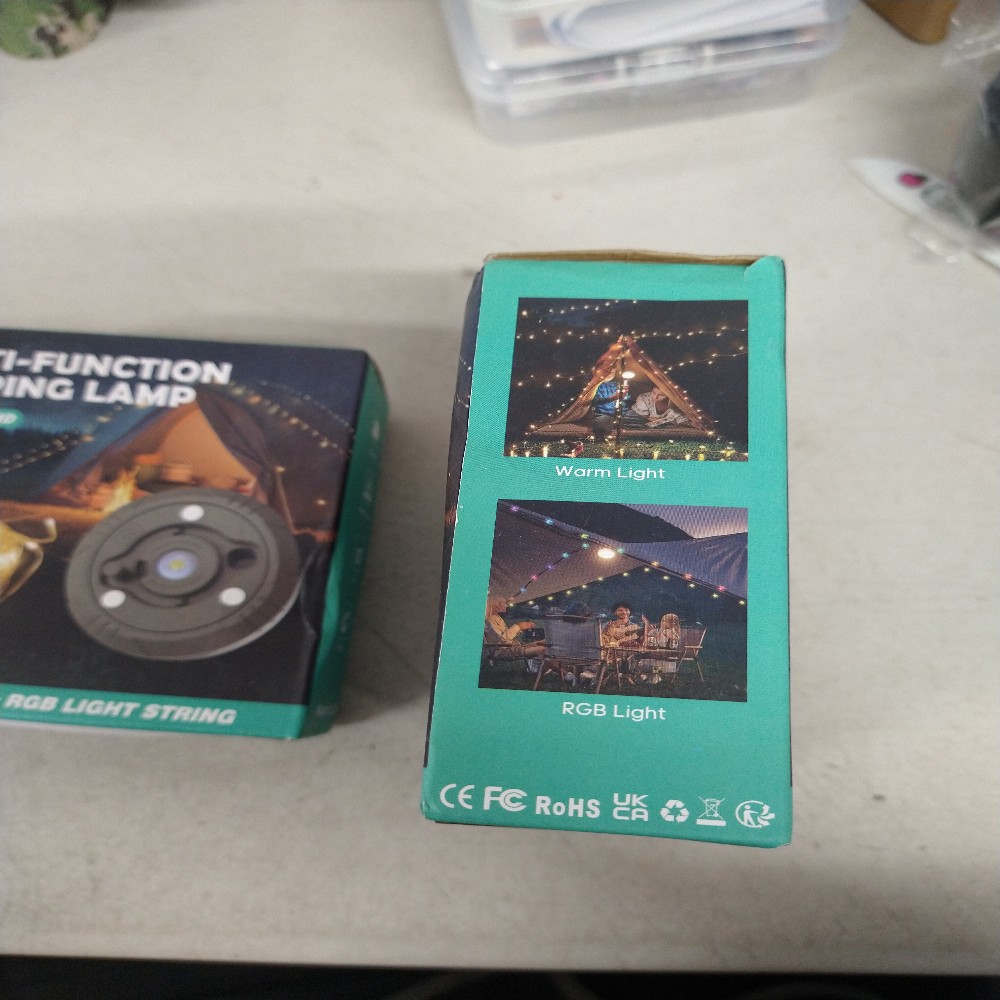 TI-FUNCTION
PING LAMP
RGB LIGHT STRING
Warm Light
RGB Light
CE FC RoHS UK
CA